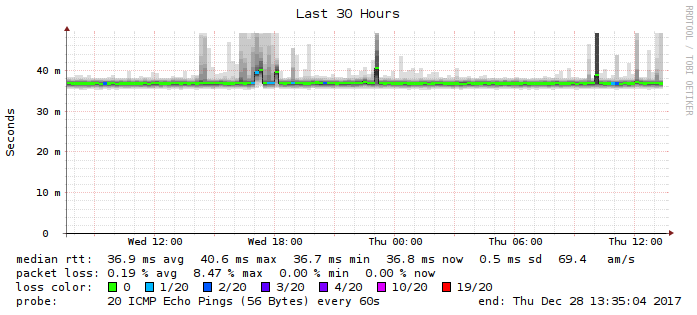 Last 30 Hours
RRDTOOL / TOBI OETIKER
Seconds
40 m
30 m
20 m
10 m
0
Wed 12:00 Wed 18:00 Thu 00:00 Thu 06:00 Thu 12:00
median rtt: 36.9 ms avg 40.6 ms max 36.7 ms min 36.8 ms now 0.5 ms sd 69.4 am/s
packet loss: 0.19 % avg 8.47 % max 0.00 % min 0.00 % now
loss color: 0 1/20 2/20 3/20 4/20 10/20 19/20
probe: 20 ICMP Echo Pings (56 Bytes) every 60s end: Thu Dec 28 13:35:04 2017